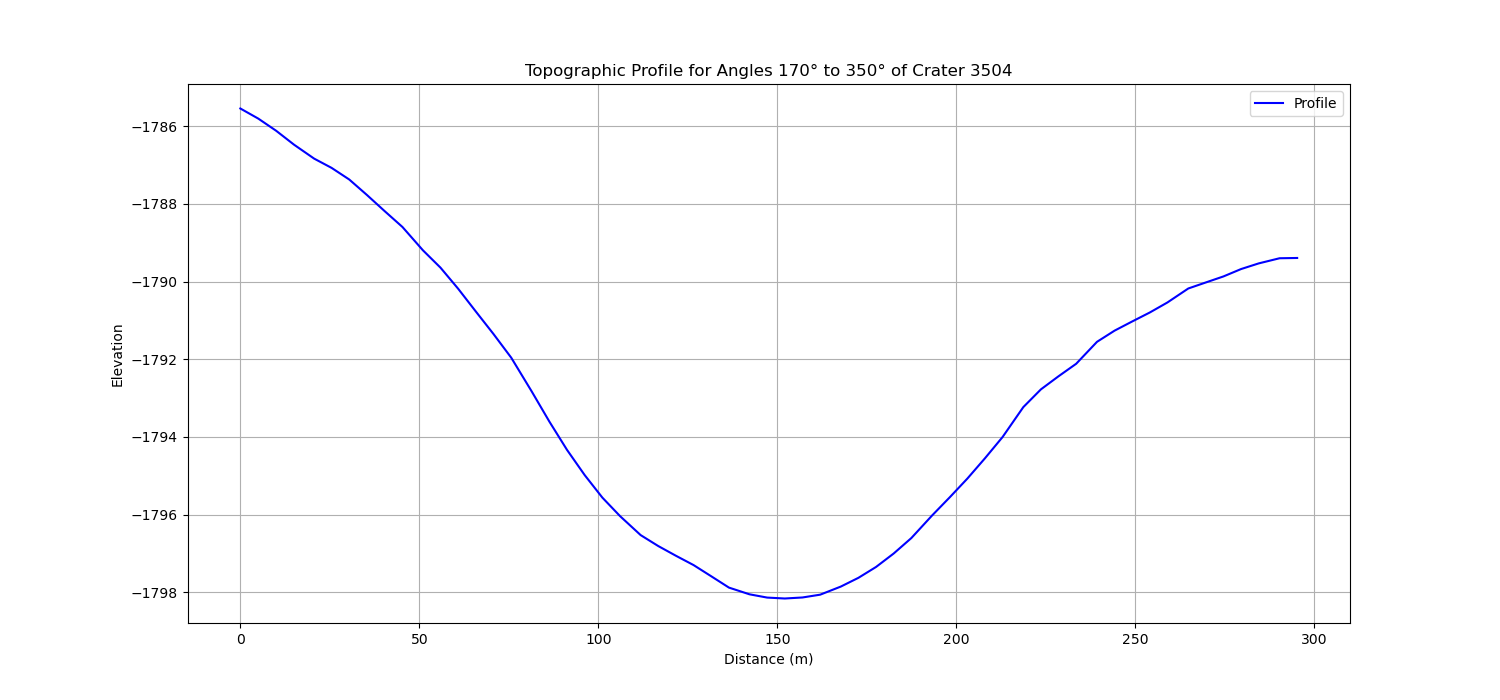 Topographic Profile for Angles 170° to 350° of Crater 3504
Profile
−1786
−1788
−1790
−1792
−1794
−1796
−1798
Elevation
0 50 100 150 200 250 300
Distance (m)